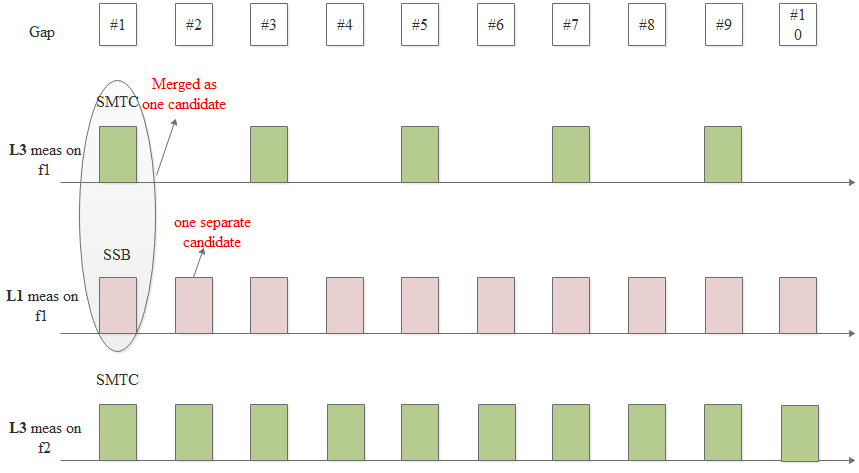 Gap
#1
#2
#3
#4
#5
#6
#7
#8
#9
#1
0
Merged as
one candidate
SMTC
L3 meas on
f1
one separate
candidate
SSB
L1 meas on
f1
SMTC
L3 meas on
f2